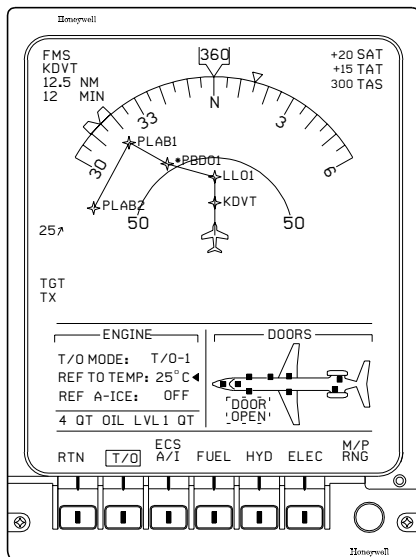 Honeywell
FMS
KDVT
12.5 NM
12 MIN
360
+20 SAT
+15 TAT
300 TAS
N
33
3
30
6
PLAB1
PBD01
LL01
KDVT
PLAB2
50
50
25
TGT
TX
ENGINE
T/O MODE: T/O-1
REF TO TEMP: 25°C
REF A-ICE: OFF
4 QT OIL LVL 1 QT
DOORS
DOOR
OPEN
RTN
T/O
ECS
A/I
FUEL
HYD
ELEC
M/P
RNG
Honeywell